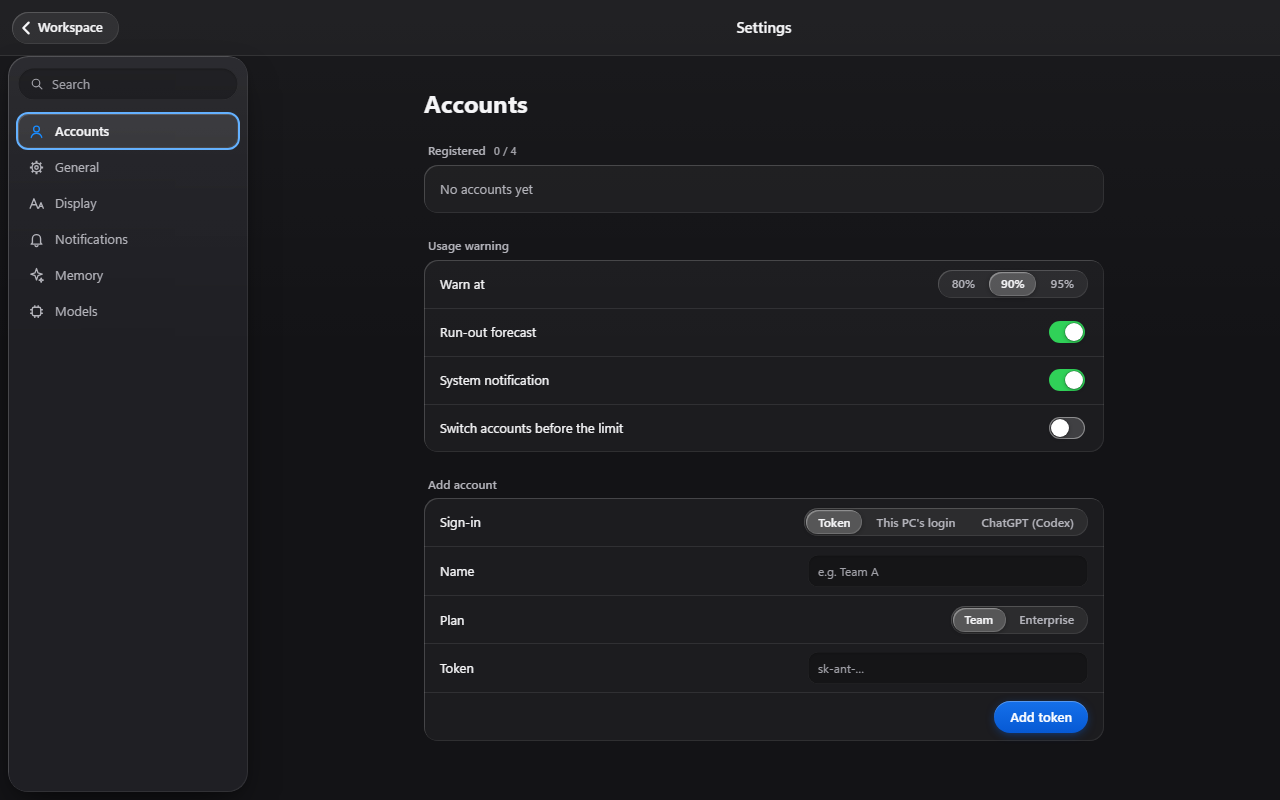 Workspace
Settings
Search
Accounts
General
Display
Notifications
Memory
Models
Accounts
Registered 0 / 4
No accounts yet
Usage warning
Warn at 80% 90% 95%
Run-out forecast
System notification
Switch accounts before the limit
Add account
Sign-in Token This PC's login ChatGPT (Codex)
Name e.g. Team A
Plan Team Enterprise
Token sk-ant-...
Add token